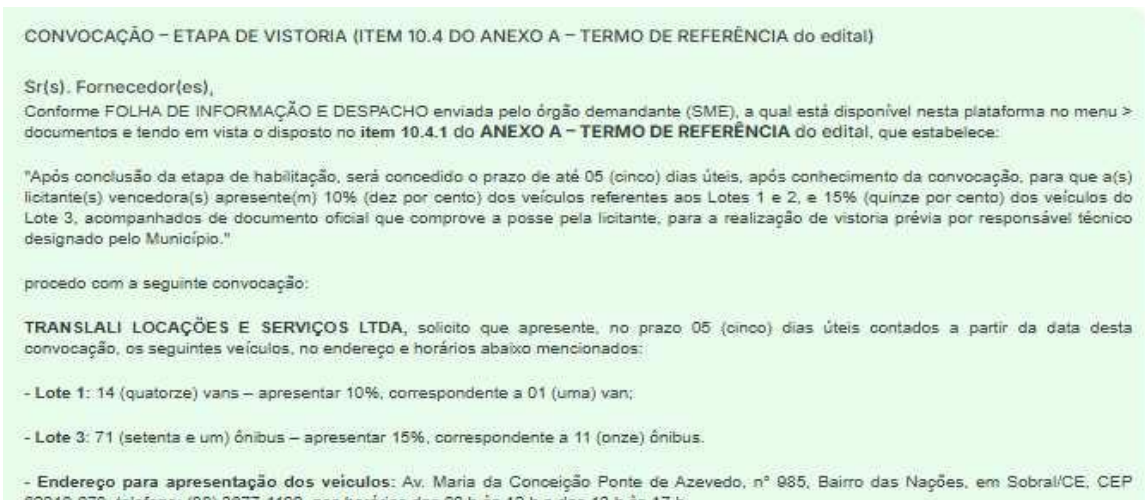 CONVOCAÇÃO – ETAPA DE VISTORIA (ITEM 10.4 DO ANEXO A – TERMO DE REFERÊNCIA do edital)
Sr(s). Fornecedor(es),
Conforme FOLHA DE INFORMAÇÃO E DESPACHO enviada pelo órgão demandante (SME), a qual está disponível nesta plataforma no menu >
documentos e tendo em vista o disposto no item 10.4.1 do ANEXO A – TERMO DE REFERÊNCIA do edital, que estabelece:
"Após conclusão da etapa de habilitação, será concedido o prazo de até 05 (cinco) dias úteis, após conhecimento da convocação, para que a(s)
licitante(s) vencedora(s) apresente(m) 10% (dez por cento) dos veículos referentes aos Lotes 1 e 2, e 15% (quinze por cento) dos veículos do
Lote 3, acompanhados de documento oficial que comprove a posse pela licitante, para a realização de vistoria prévia por responsável técnico
designado pelo Município."
procedo com a seguinte convocação:
TRANSLALI LOCAÇÕES E SERVIÇOS LTDA, solicito que apresente, no prazo 05 (cinco) dias úteis contados a partir da data desta
convocação, os seguintes veículos, no endereço e horários abaixo mencionados:
- Lote 1: 14 (quatorze) vans – apresentar 10%, correspondente a 01 (uma) van;
- Lote 3: 71 (setenta e um) ônibus – apresentar 15%, correspondente a 11 (onze) ônibus.
- Endereço para apresentação dos veículos: Av. Maria da Conceição Ponte de Azevedo, n° 985, Bairro das Nações, em Sobral/CE, CEP